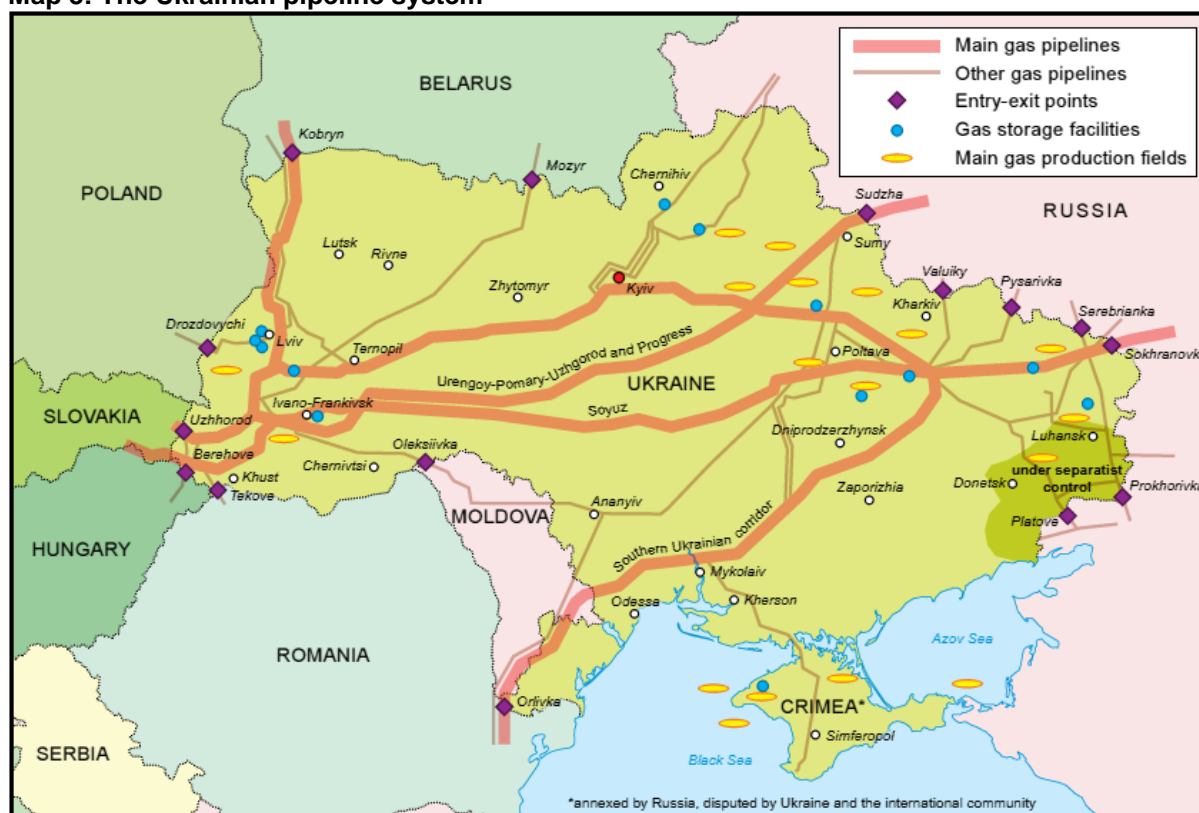 Map 3: The Ukrainian pipeline system
Main gas pipelines
Other gas pipelines
Entry-exit points
Gas storage facilities
Main gas production fields
BELARUS
Kobryn
Mozyr
Chernihiv
POLAND
Sudzha
RUSSIA
Lutsk
Rivne
Sumy
Zhytomyr
Kyiv
Valuiky
Pysarivka
Kharkiv
Serebrianka
Drozdovychi
Lviv
Ternopil
Sokhranovka
Poltava
Urengoy-Pomary-Uzhgorod and Progress
UKRAINE
SLOVAKIA
Ivano-Frankivsk
Soyuz
Uzhhorod
Dniprodzerzhynsk
Luhansk
Oleksiivka
Berehove
Chernivtsi
Khust
Tekove
under separatist
control
Donetsk
Prokhorivka
Zaporizhia
Ananyiv
MOLDOVA
Platove
HUNGARY
Southern Ukrainian corridor
Mykolaiv
Odessa
Kherson
Azov Sea
ROMANIA
Orlivka
CRIMEA*
Simferopol
SERBIA
Black Sea
*annexed by Russia, disputed by Ukraine and the international community